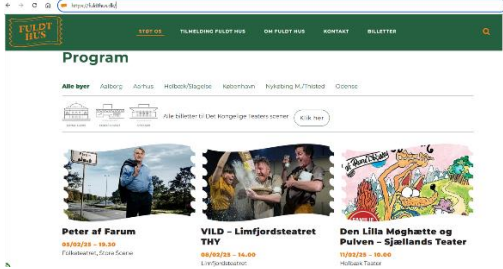 https://fuldthus.dk/
FULDT
HUS
STØT OS
TILMELDING FULDT HUS
OM FULDT HUS
KONTAKT
BILLETTER
Program
Alle byer
Aalborg
Aarhus
Holbæk/Slagelse
København
Nykøbing M./Thisted
Odense
Alle billetter til Det Kongelige Teaters scener
Klik her
Peter af Farum
03/02/25 – 19.30
Folketeatret, Store Scene
VILD – Limfjordsteatret
THY
08/02/25 – 14.00
Limfjordsteatret
FAMILIE
Den Lilla Møghætte og
Pulven – Sjællands Teater
11/02/25 – 18.00
Holbæk Teater